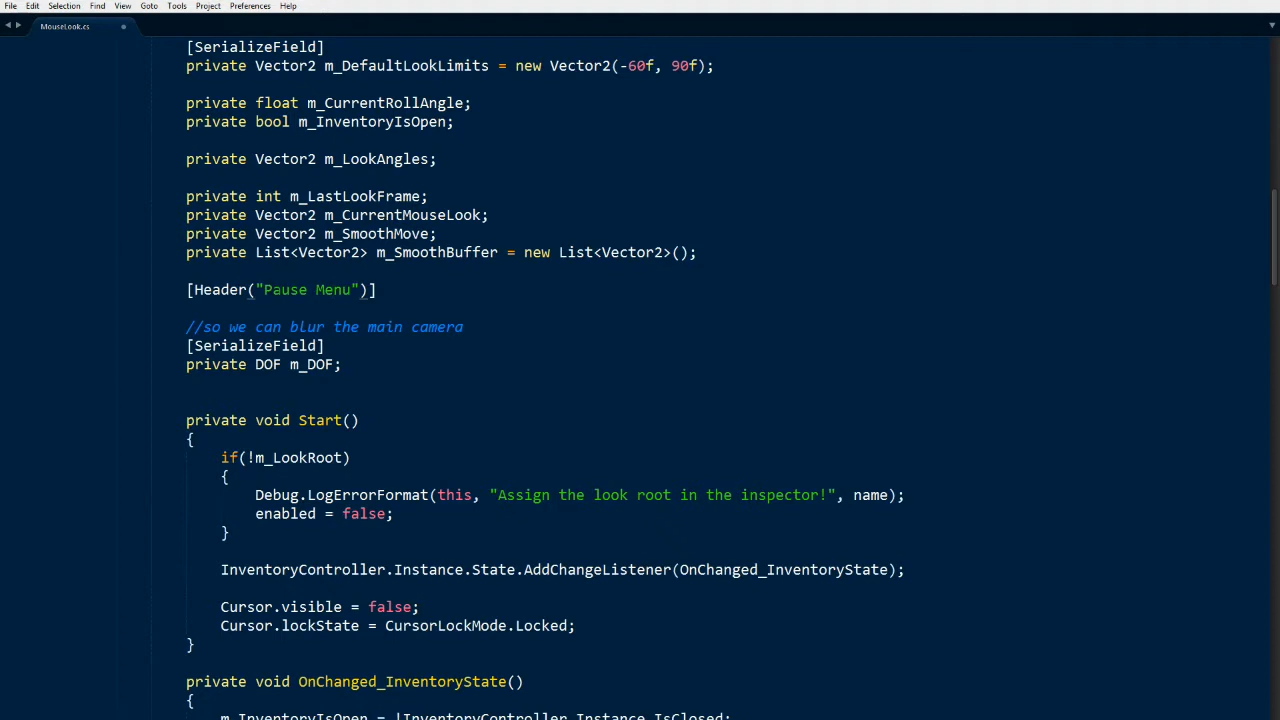 File Edit Selection Find View Goto Tools Project Preferences Help
MouseLook.cs
[SerializeField]
private Vector2 m_DefaultLookLimits = new Vector2(-60f, 90f);
private float m_CurrentRollAngle;
private bool m_InventoryIsOpen;
private Vector2 m_LookAngles;
private int m_LastLookFrame;
private Vector2 m_CurrentMouseLook;
private Vector2 m_SmoothMove;
private List<Vector2> m_SmoothBuffer = new List<Vector2>();
[Header("Pause Menu")]
//so we can blur the main camera
[SerializeField]
private DOF m_DOF;
private void Start()
{
if(!m_LookRoot)
{
Debug.LogErrorFormat(this, "Assign the look root in the inspector!", name);
enabled = false;
}
InventoryController.Instance.State.AddChangeListener(OnChanged_InventoryState);
Cursor.visible = false;
Cursor.lockState = CursorLockMode.Locked;
}
private void OnChanged_InventoryState()
{
m_InventoryIsOpen = !InventoryController.Instance.IsClosed;